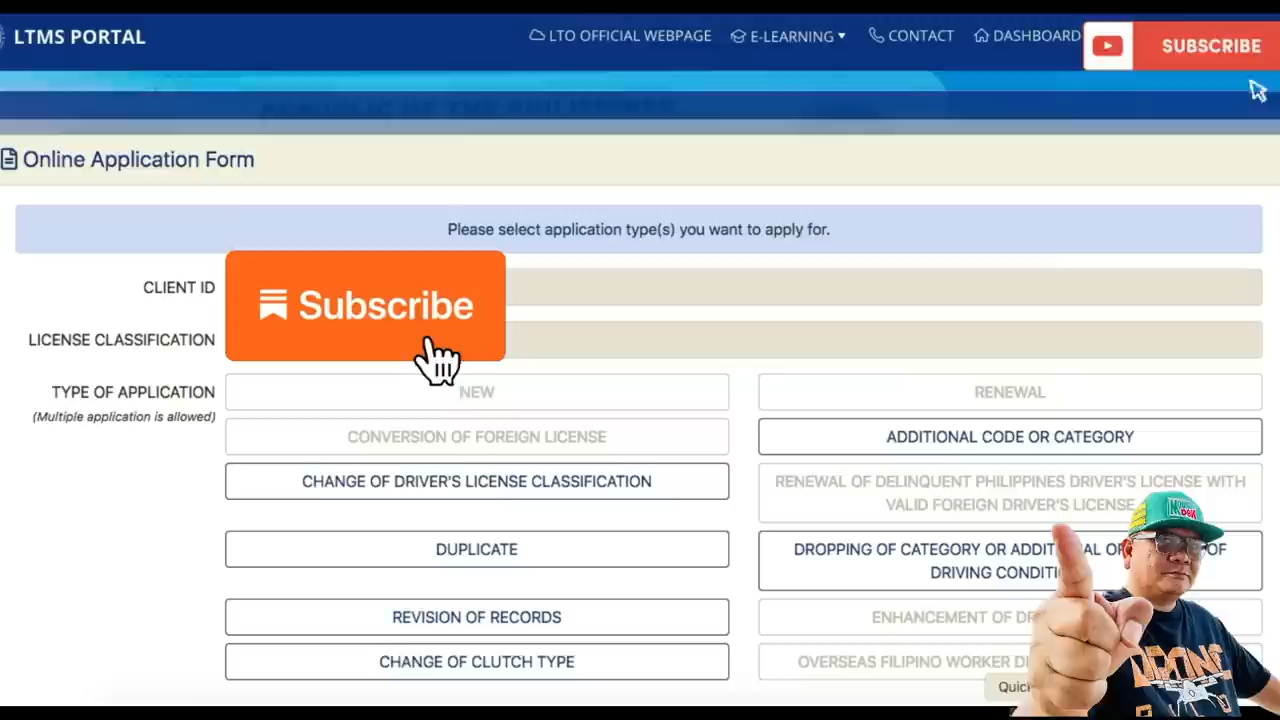 LTMS PORTAL
LTO OFFICIAL WEBPAGE
E-LEARNING
CONTACT
DASHBOARD
SUBSCRIBE
Online Application Form
Please select application type(s) you want to apply for.
CLIENT ID
Subscribe
LICENSE CLASSIFICATION
TYPE OF APPLICATION
(Multiple application is allowed)
NEW
RENEWAL
CONVERSION OF FOREIGN LICENSE
ADDITIONAL CODE OR CATEGORY
CHANGE OF DRIVER'S LICENSE CLASSIFICATION
RENEWAL OF DELINQUENT PHILIPPINES DRIVER'S LICENSE WITH
VALID FOREIGN DRIVER'S LICENSE
DUPLICATE
DROPPING OF CATEGORY OR OF
DRIVING
REVISION OF RECORDS
ENHANCEMENT OF
CHANGE OF CLUTCH TYPE
OVERSEAS FILIPINO WORKER